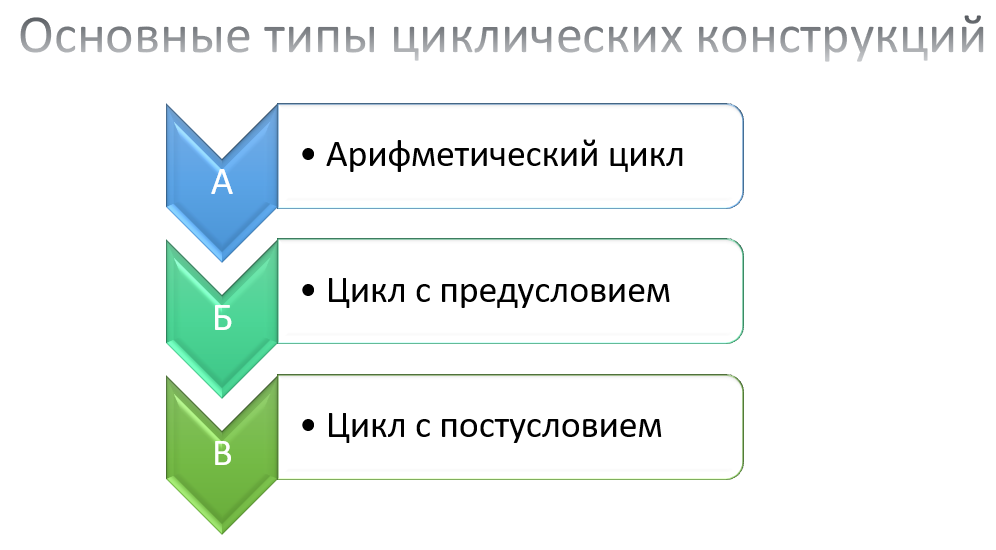 Основные типы циклических конструкций
А
• Арифметический цикл
Б
• Цикл с предусловием
В
• Цикл с постусловием